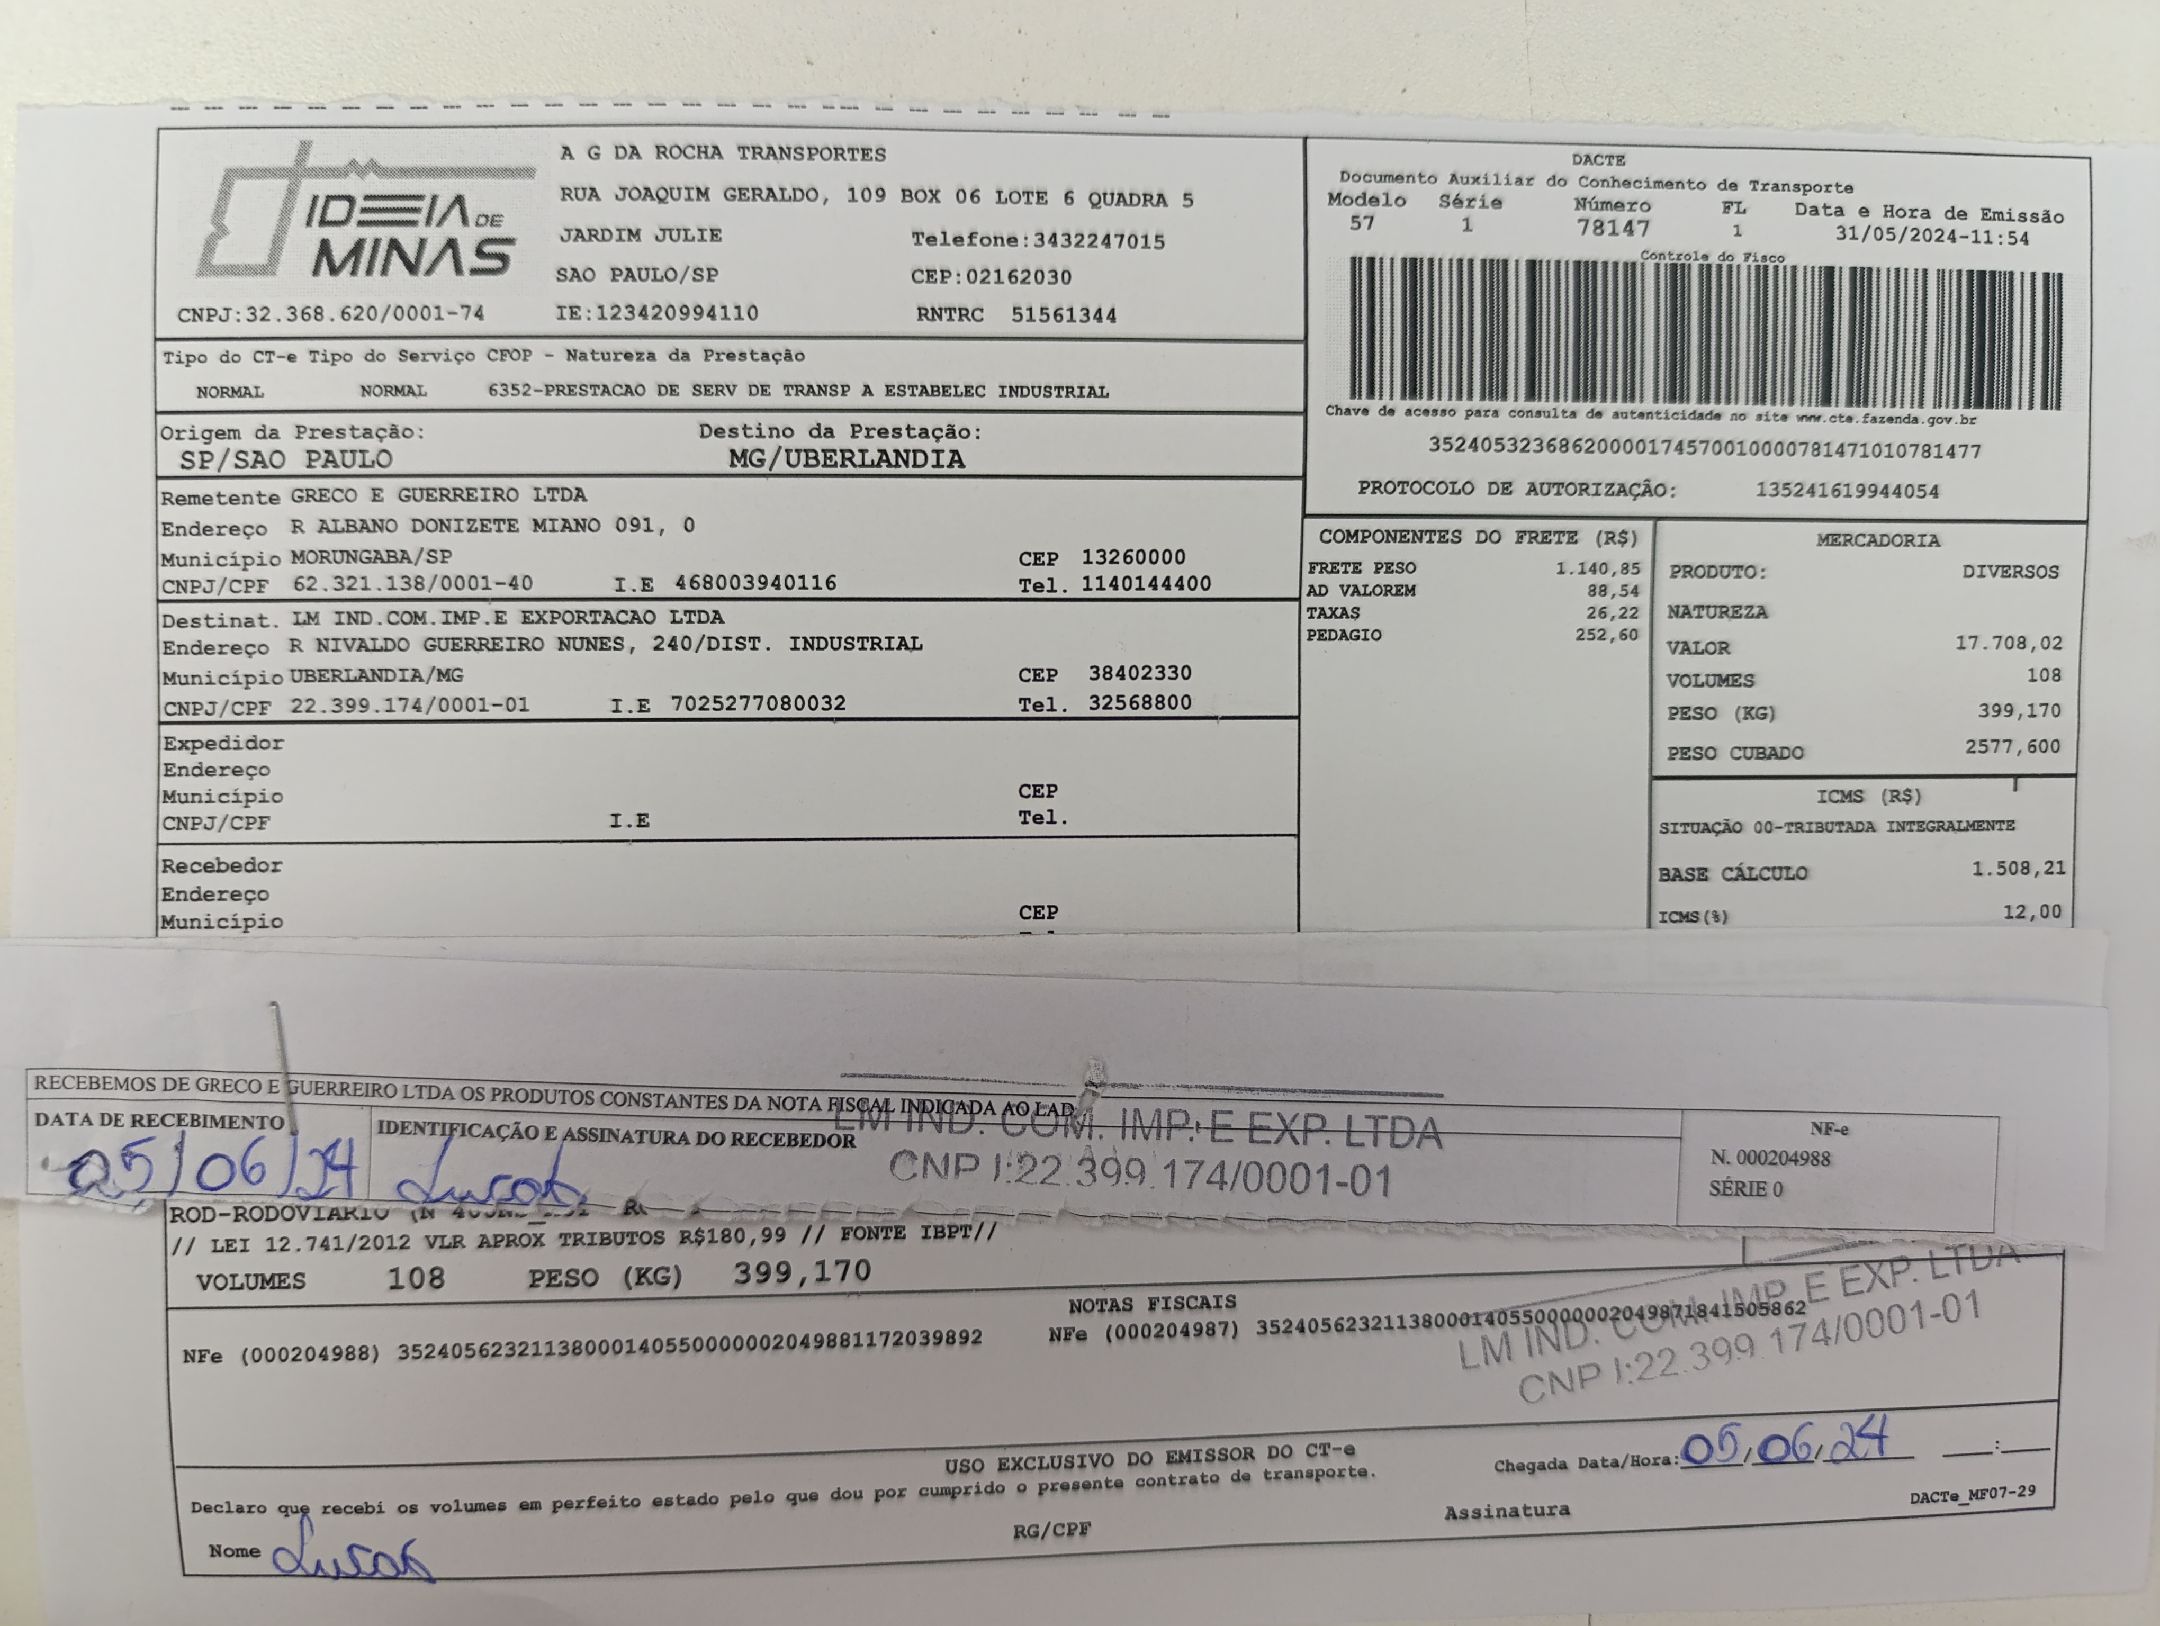 IDEIA DE
MINAS
CNPJ:32.368.620/0001-74
A G DA ROCHA TRANSPORTES
RUA JOAQUIM GERALDO, 109 BOX 06 LOTE 6 QUADRA 5
JARDIM JULIE Telefone:3432247015
SAO PAULO/SP CEP:02162030
IE:123420994110 RNTRC 51561344
DACTE
Documento Auxiliar do Conhecimento de Transporte
Modelo Série Número FL Data e Hora de Emissão
57 1 78147 1 31/05/2024-11:54
Controle do Fisco
Chave de acesso para consulta de autenticidade no site www.cte.fazenda.gov.br
35240532368620000174570010000781471010781477
PROTOCOLO DE AUTORIZAÇÃO: 135241619944054
Tipo do CT-e Tipo do Serviço CFOP - Natureza da Prestação
NORMAL NORMAL 6352-PRESTACAO DE SERV DE TRANSP A ESTABELEC INDUSTRIAL
Origem da Prestação: Destino da Prestação:
SP/SAO PAULO MG/UBERLANDIA
Remetente GRECO E GUERREIRO LTDA
Endereço R ALBANO DONIZETE MIANO 091, 0
Município MORUNGABA/SP CEP 13260000
CNPJ/CPF 62.321.138/0001-40 I.E 468003940116 Tel. 1140144400
Destinat. LM IND.COM.IMP.E EXPORTACAO LTDA
Endereço R NIVALDO GUERREIRO NUNES, 240/DIST. INDUSTRIAL
Município UBERLANDIA/MG CEP 38402330
CNPJ/CPF 22.399.174/0001-01 I.E 7025277080032 Tel. 32568800
Expedidor
Endereço
Município CEP
CNPJ/CPF I.E Tel.
Recebedor
Endereço
Município CEP
COMPONENTES DO FRETE (R$)
FRETE PESO 1.140,85
AD VALOREM 88,54
TAXAS 26,22
PEDAGIO 252,60
MERCADORIA
PRODUTO: DIVERSOS
NATUREZA
VALOR 17.708,02
VOLUMES 108
PESO (KG) 399,170
PESO CUBADO 2577,600
ICMS (R$)
SITUAÇÃO 00-TRIBUTADA INTEGRALMENTE
BASE CÁLCULO 1.508,21
ICMS(%) 12,00
RECEBEMOS DE GRECO E GUERREIRO LTDA OS PRODUTOS CONSTANTES DA NOTA FISCAL INDICADA AO LAD
DATA DE RECEBIMENTO IDENTIFICAÇÃO E ASSINATURA DO RECEBEDOR
05/06/24 Lucas
LM IND. COM. IMP. E EXP. LTDA
CNP I:22.399.174/0001-01
NF-e
N. 000204988
SÉRIE 0
ROD-RODOVIARIO
// LEI 12.741/2012 VLR APROX TRIBUTOS R$180,99 // FONTE IBPT//
VOLUMES 108 PESO (KG) 399,170
NOTAS FISCAIS
NFe (000204988) 35240562321138000140550000002049881172039892 NFe (000204987) 35240562321138000140550000002049871841505862
LM IND. COM. IMP. E EXP. LTDA
CNP I:22.399.174/0001-01
USO EXCLUSIVO DO EMISSOR DO CT-e
Declaro que recebi os volumes em perfeito estado pelo que dou por cumprido o presente contrato de transporte.
Chegada Data/Hora: 05/06/24 :
Nome Lucas RG/CPF Assinatura
DACTe_MF07-29